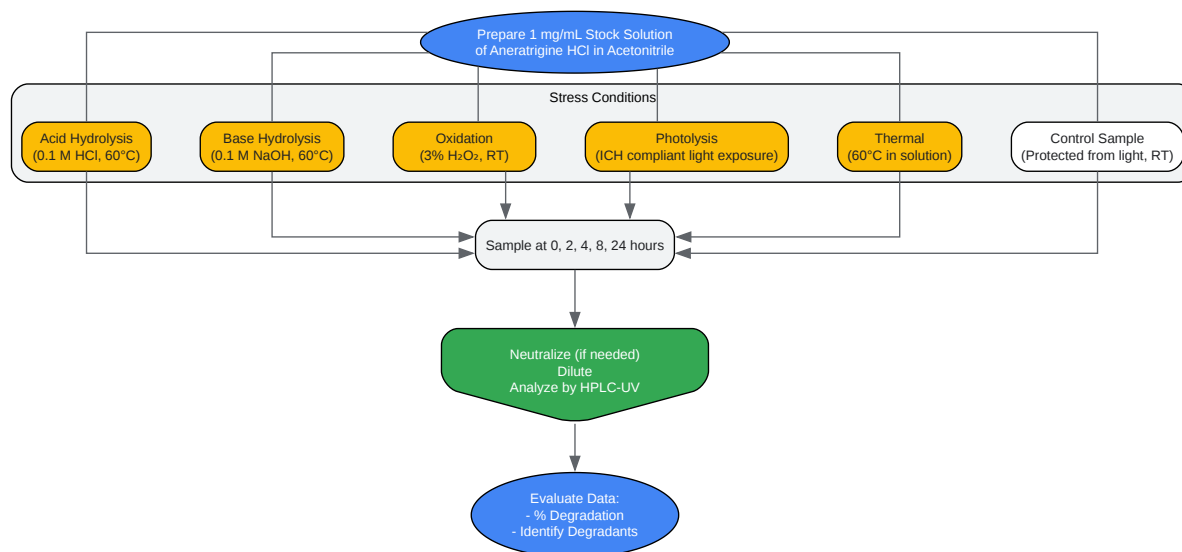 Prepare 1 mg/mL Stock Solution
of Aneratrigine HCl in Acetonitrile
Stress Conditions
Acid Hydrolysis
(0.1 M HCl, 60°C)
Base Hydrolysis
(0.1 M NaOH, 60°C)
Oxidation
(3% H₂O₂, RT)
Photolysis
(ICH compliant light exposure)
Thermal
(60°C in solution)
Control Sample
(Protected from light, RT)
Sample at 0, 2, 4, 8, 24 hours
Neutralize (if needed)
Dilute
Analyze by HPLC-UV
Evaluate Data:
- % Degradation
- Identify Degradants